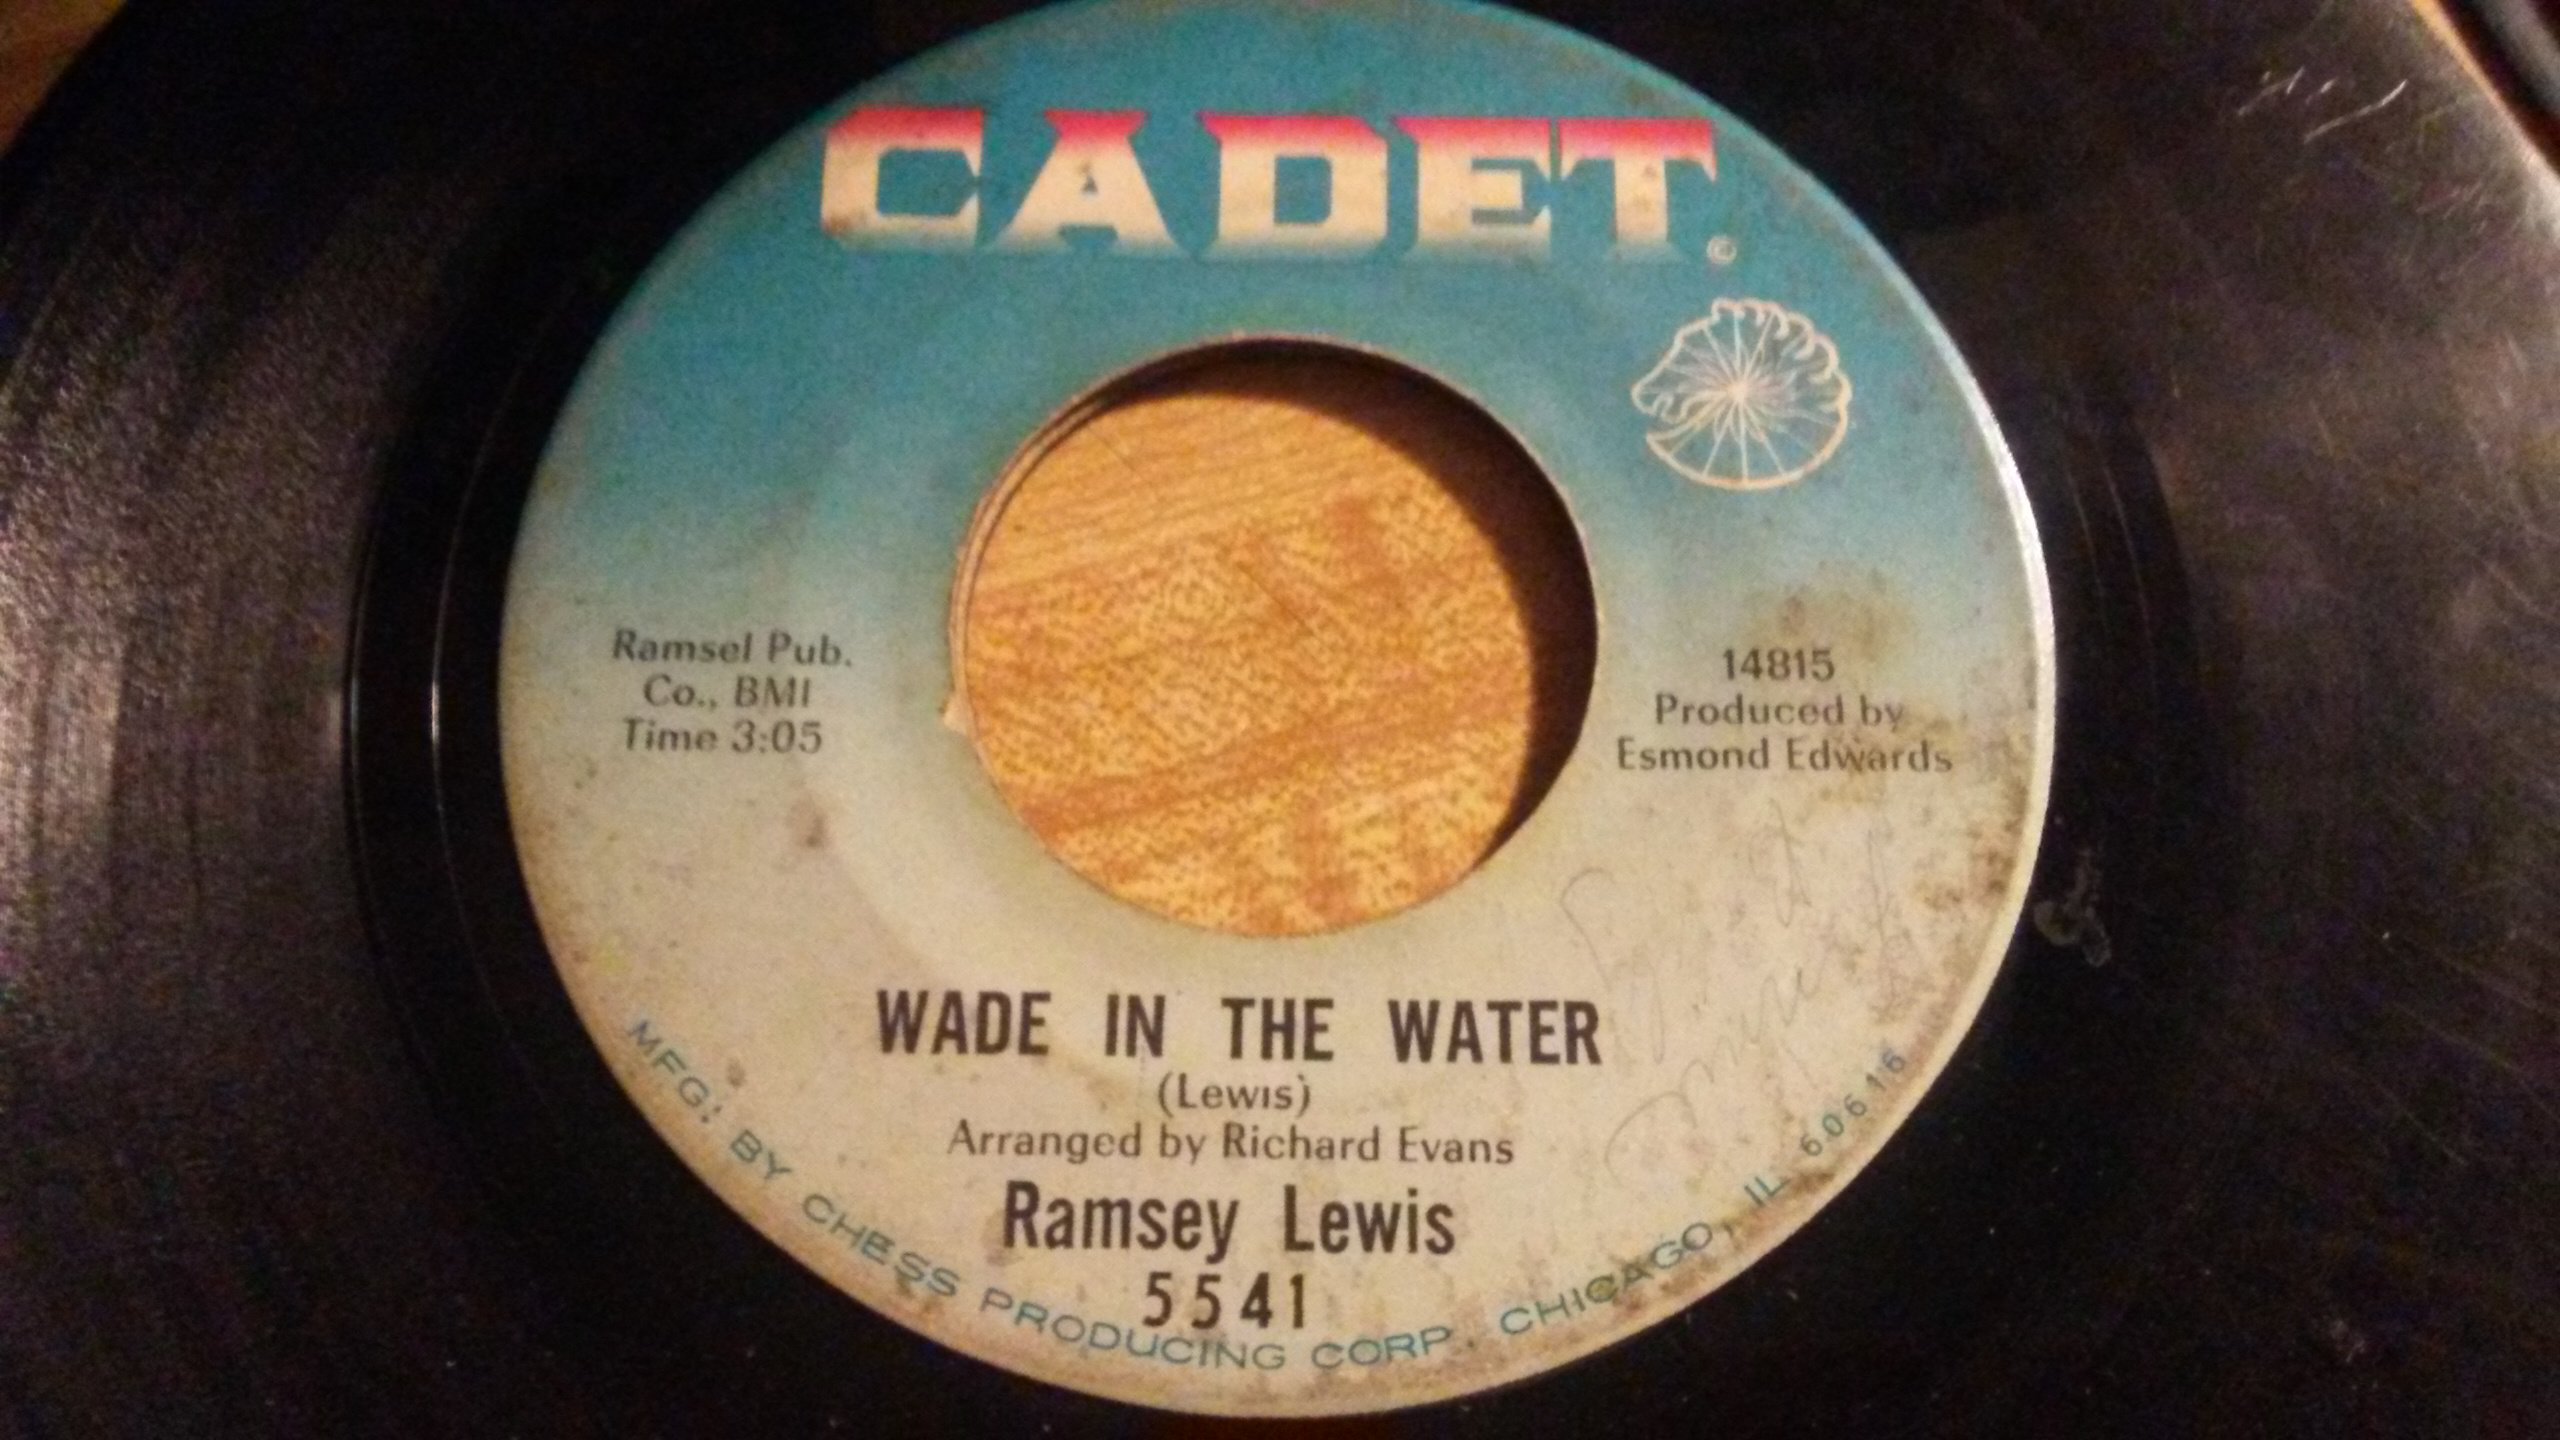 CADET
©
Ramsel Pub.
Co., BMI
Time 3:05
14815
Produced by
Esmond Edwards
WADE IN THE WATER
(Lewis)
Arranged by Richard Evans
Ramsey Lewis
5541
MFG: BY CHESS PRODUCING CORP. CHICAGO, IL 60616